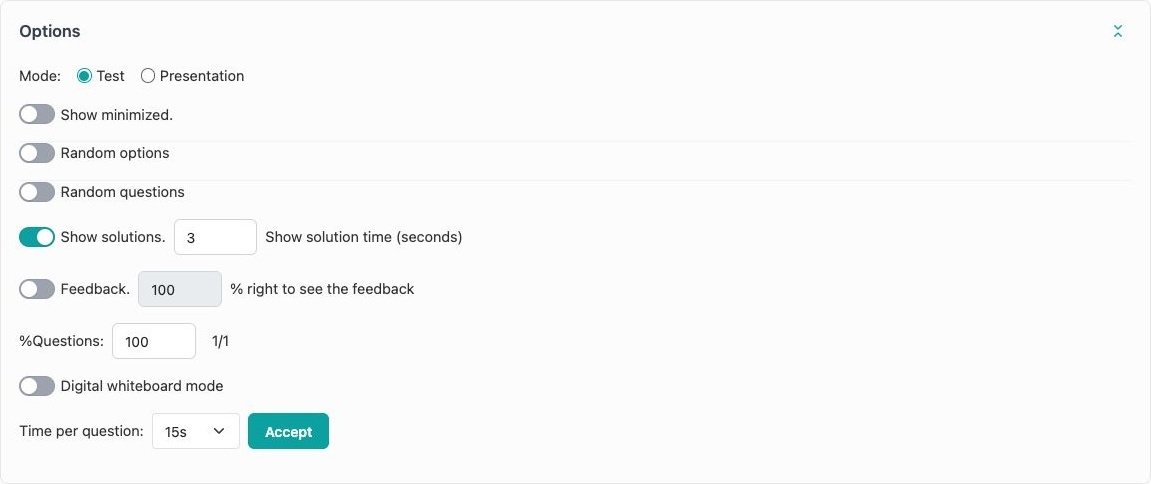 Options
Mode: Test Presentation
Show minimized.
Random options
Random questions
Show solutions. 3 Show solution time (seconds)
Feedback. 100 % right to see the feedback
%Questions: 100 1/1
Digital whiteboard mode
Time per question: 15s Accept